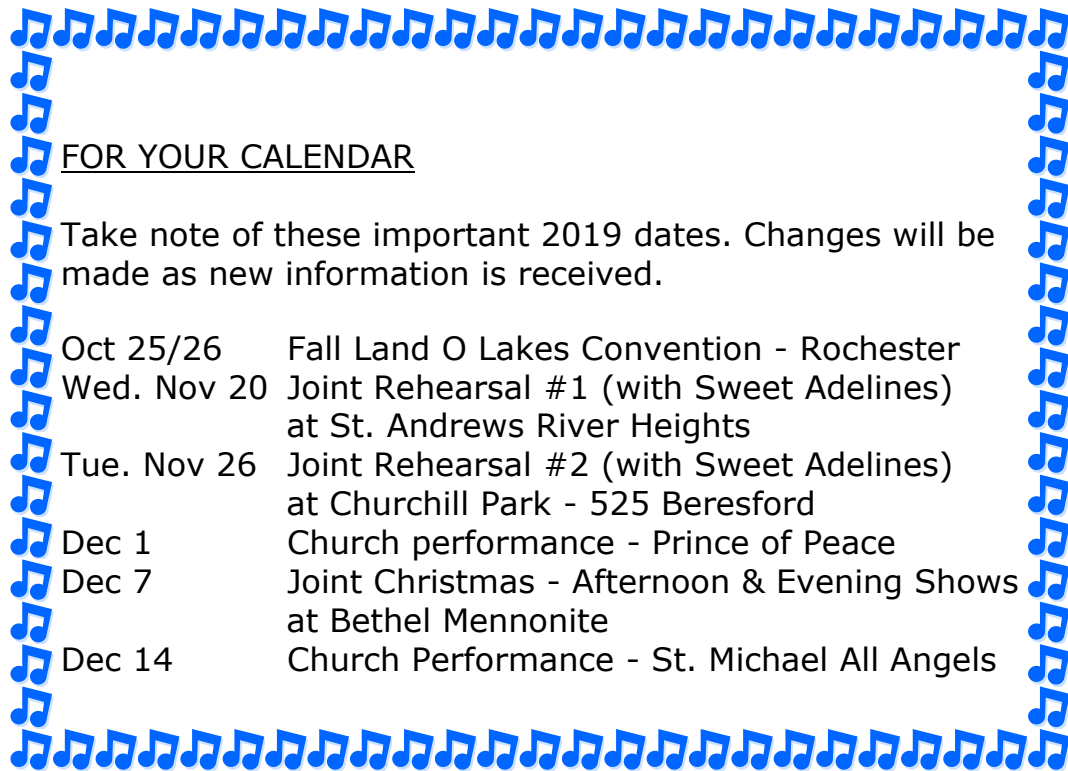 FOR YOUR CALENDAR
Take note of these important 2019 dates. Changes will be
made as new information is received.
Oct 25/26 Fall Land O Lakes Convention - Rochester
Wed. Nov 20 Joint Rehearsal #1 (with Sweet Adelines)
at St. Andrews River Heights
Tue. Nov 26 Joint Rehearsal #2 (with Sweet Adelines)
at Churchill Park - 525 Beresford
Dec 1 Church performance - Prince of Peace
Dec 7 Joint Christmas - Afternoon & Evening Shows
at Bethel Mennonite
Dec 14 Church Performance - St. Michael All Angels